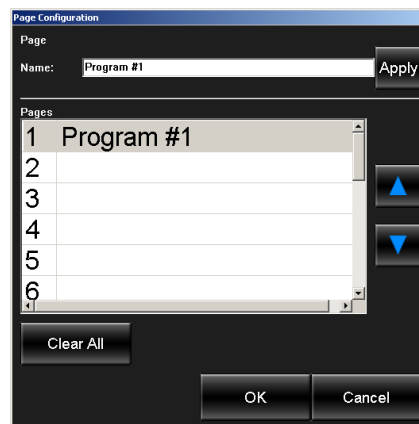 Page Configuration
Page
Name: Program #1 Apply
Pages
1 Program #1
2
3
4
5
6
Clear All
OK Cancel